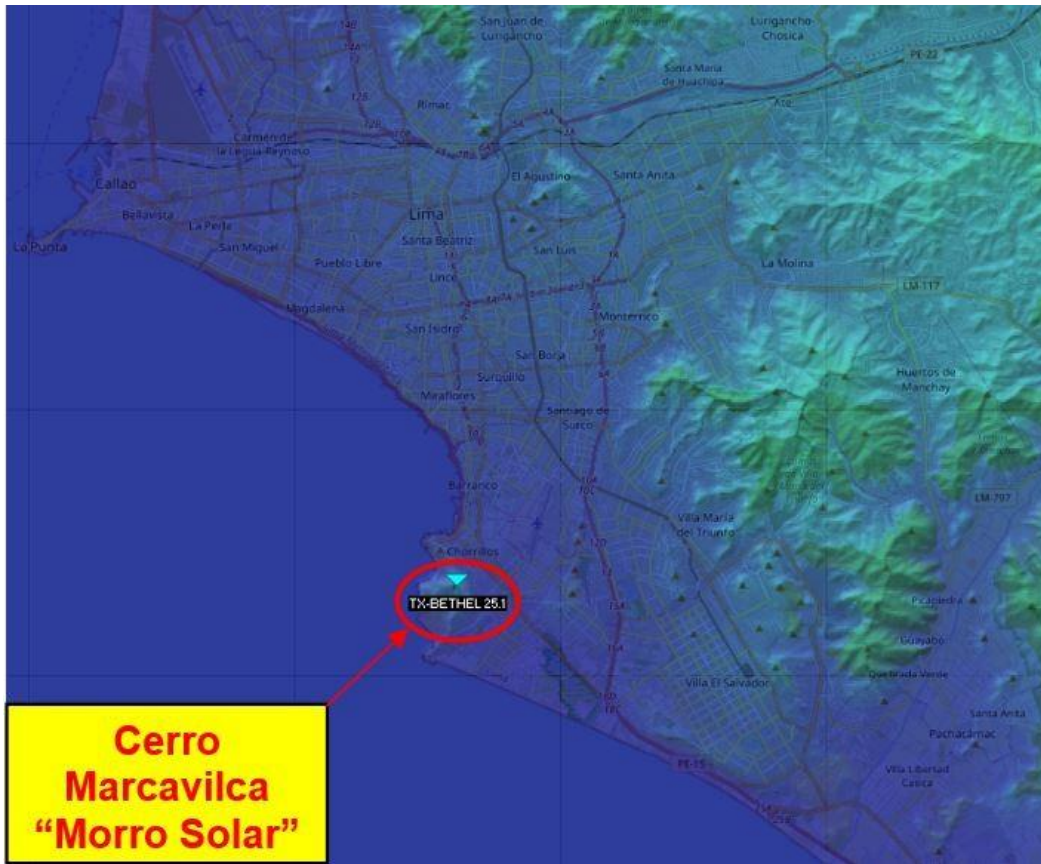 San Juan de
Lurigancho
Lurigancho-
Chosica
PE-22
Santa Maria
de Huachipa
Ate
Rimac
Carmen de
la Legua-Reynoso
Callao
El Agustino
Santa Anita
Bellavista
La Perla
Lima
La Punta
San Miguel
Santa Beatriz
San Luis
Pueblo Libre
La Molina
Lince
LM-117
Magdalena
Monterrico
San Isidro
San Borja
Surquillo
Huertos de
Manchay
Miraflores
Santiago de
Surco
Barranco
LM-797
Villa María
del Triunfo
Chorrillos
TX-BETHEL 25.1
Picapiedra
Guayabo
Quebrada Verde
Villa El Salvador
Santa Anita
Pachacámac
PE-1S
Villa Libertad
Casica
Cerro
Marcavilca
“Morro Solar”